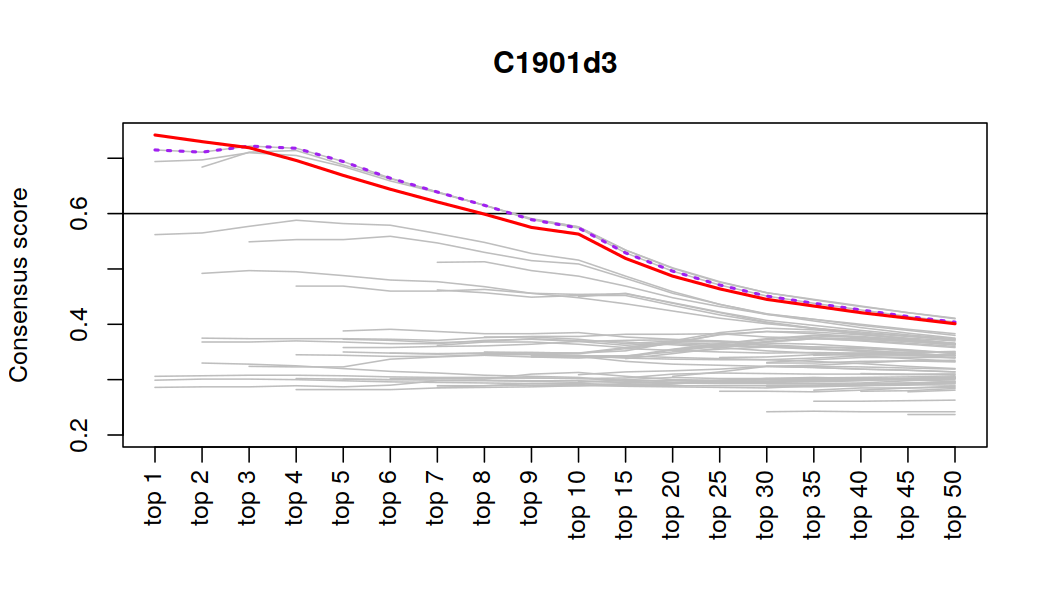 C1901d3
Consensus score
0.6
0.4
0.2
top 1
top 2
top 3
top 4
top 5
top 6
top 7
top 8
top 9
top 10
top 15
top 20
top 25
top 30
top 35
top 40
top 45
top 50